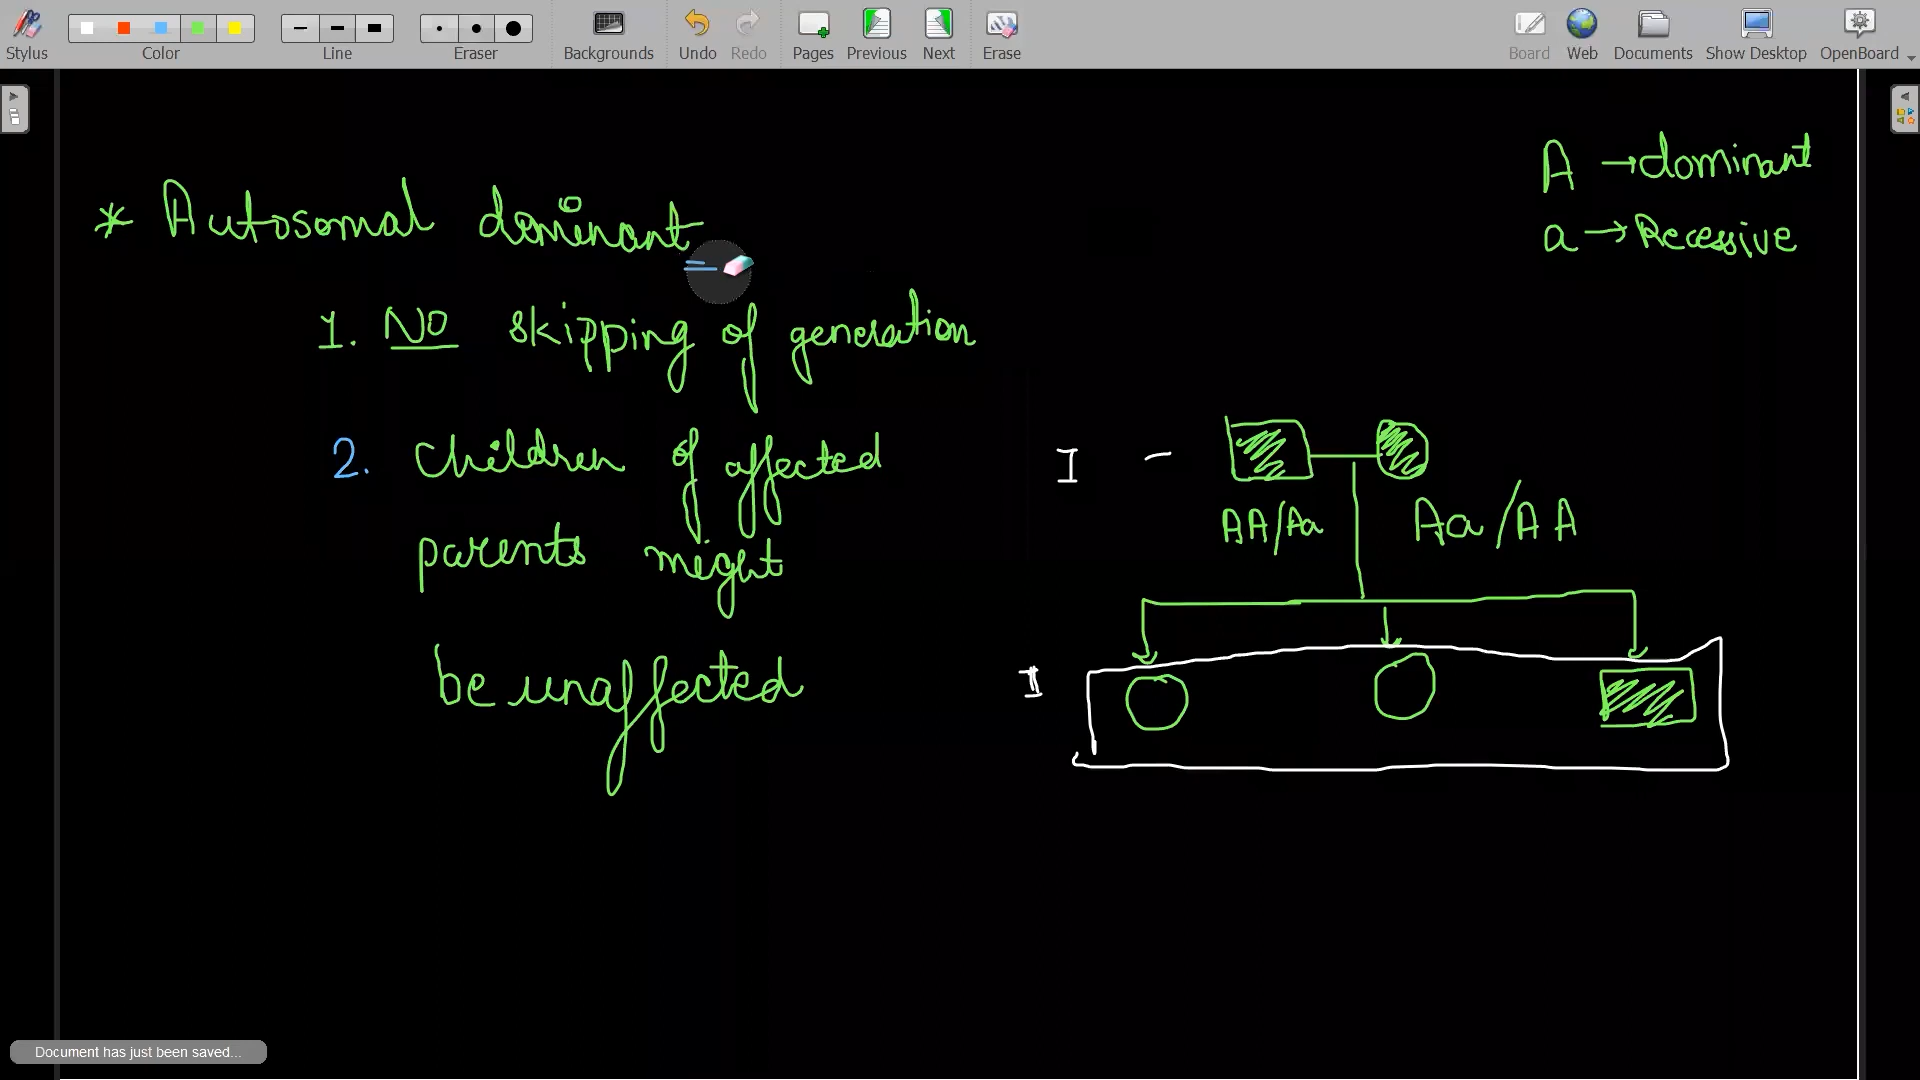 Stylus
Color
Line
Eraser
Backgrounds
Undo
Redo
Pages
Previous
Next
Erase
Board
Web
Documents
Show Desktop
OpenBoard
A → dominant
a → Recessive
* Autosomal dominant
1. NO skipping of generation
2. Children of affected
parents might
be unaffected
I -
AA/Aa
Aa/AA
I
Document has just been saved...